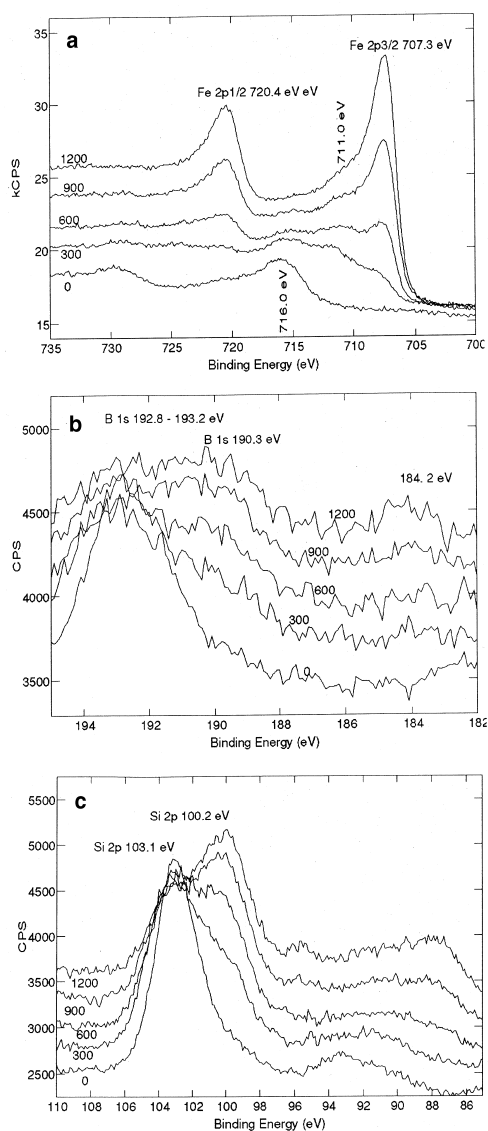 a
35
30
25
20
15
kCPS
Fe 2p3/2 707.3 eV
Fe 2p1/2 720.4 eV eV
711.0 eV
716.0 eV
1200
900
600
300
0
735 730 725 720 715 710 705 700
Binding Energy (eV)
b
B 1s 192.8 - 193.2 eV
B 1s 190.3 eV
184. 2 eV
5000
4500
4000
3500
CPS
1200
900
600
300
0
194 192 190 188 186 184 182
Binding Energy (eV)
c
Si 2p 100.2 eV
Si 2p 103.1 eV
5500
5000
4500
4000
3500
3000
2500
CPS
1200
900
600
300
0
110 108 106 104 102 100 98 96 94 92 90 88 86
Binding Energy (eV)